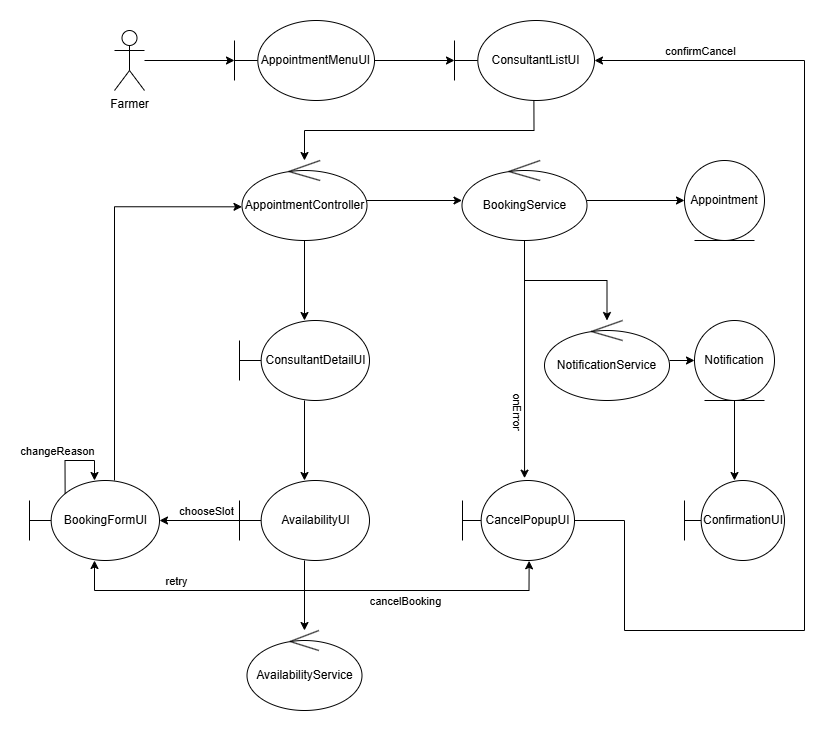 confirmCancel
AppointmentMenuUI
ConsultantListUI
Farmer
AppointmentController
BookingService
Appointment
ConsultantDetailUI
NotificationService
Notification
onError
changeReason
BookingFormUI
chooseSlot
AvailabilityUI
CancelPopupUI
ConfirmationUI
retry
cancelBooking
AvailabilityService